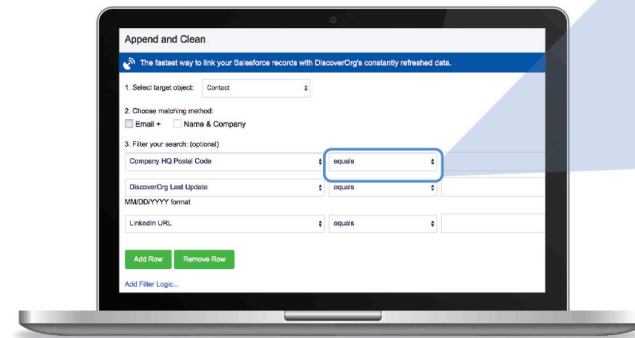 Append and Clean
The fastest way to link your Salesforce records with DiscoverOrg's constantly refreshed data.
1. Select target object: Contact
2. Choose matching method:
Email + Name & Company
3. Filter your search: (optional)
Company HQ Postal Code equals
DiscoverOrg Last Update equals
MM/DD/YYYY format
LinkedIn URL equals
Add Row Remove Row
Add Filter Logic...